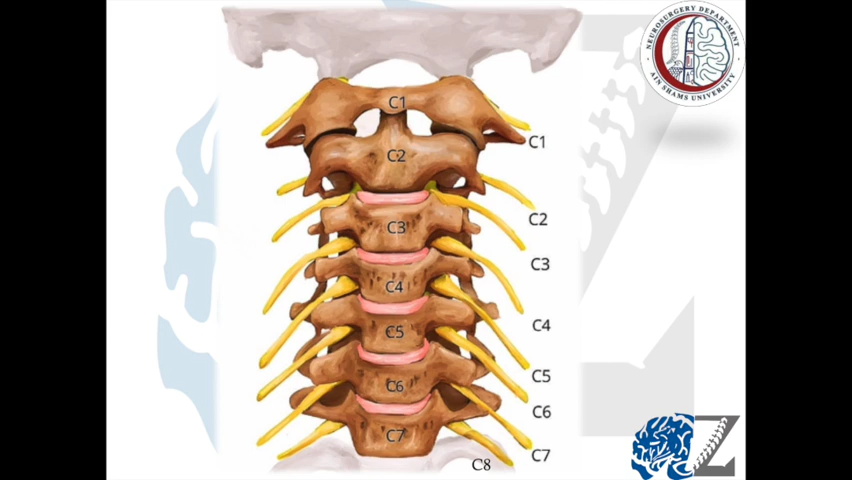 NEUROSURGERY DEPARTMENT
AIN SHAMS UNIVERSITY
C1
C1
C2
C2
C3
C3
C4
C4
C5
C5
C6
C6
C7
C7
C8
Z